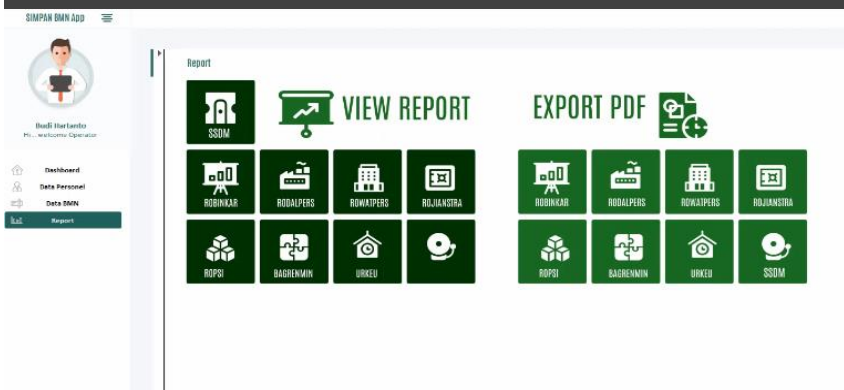 SIMPAN BMN App
Budi Hartanto
Hi... welcome Operator
Dashboard
Data Personel
Data BMN
Report
Report
SSDM
VIEW REPORT
EXPORT PDF
ROBINKAR
RODALPERS
ROWATPERS
ROJIANSTRA
ROBINKAR
RODALPERS
ROWATPERS
ROJIANSTRA
ROPSI
BAGRENMIN
URKEU
ROPSI
BAGRENMIN
URKEU
SSDM